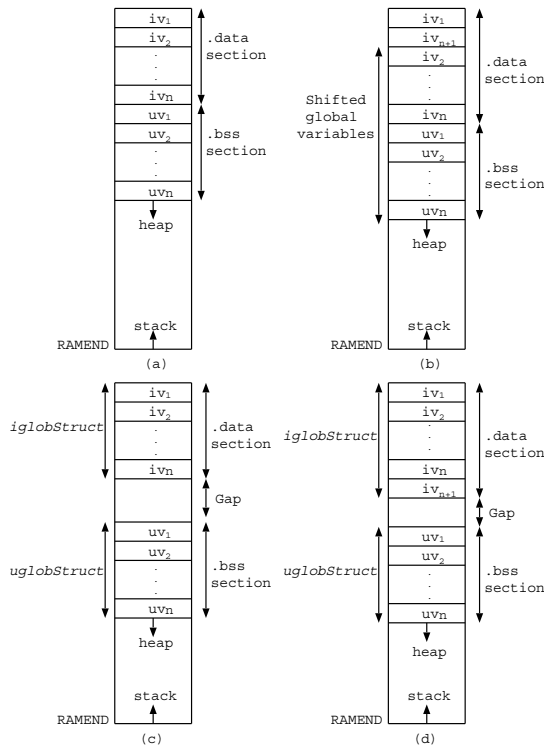 iv₁
iv₂
.
.
.
ivn
uv₁
uv₂
.
.
.
uvn
heap
stack
RAMEND
.data
section
.bss
section
(a)
iv₁
ivₙ₊₁
iv₂
.
.
.
ivn
uv₁
uv₂
.
.
.
uvn
heap
stack
RAMEND
Shifted
global
variables
.data
section
.bss
section
(b)
iv₁
iv₂
.
.
.
ivn
uv₁
uv₂
.
.
.
uvn
heap
stack
RAMEND
iglobStruct
uglobStruct
.data
section
Gap
.bss
section
(c)
iv₁
iv₂
.
.
.
ivn
ivₙ₊₁
uv₁
uv₂
.
.
.
uvn
heap
stack
RAMEND
iglobStruct
uglobStruct
.data
section
Gap
.bss
section
(d)